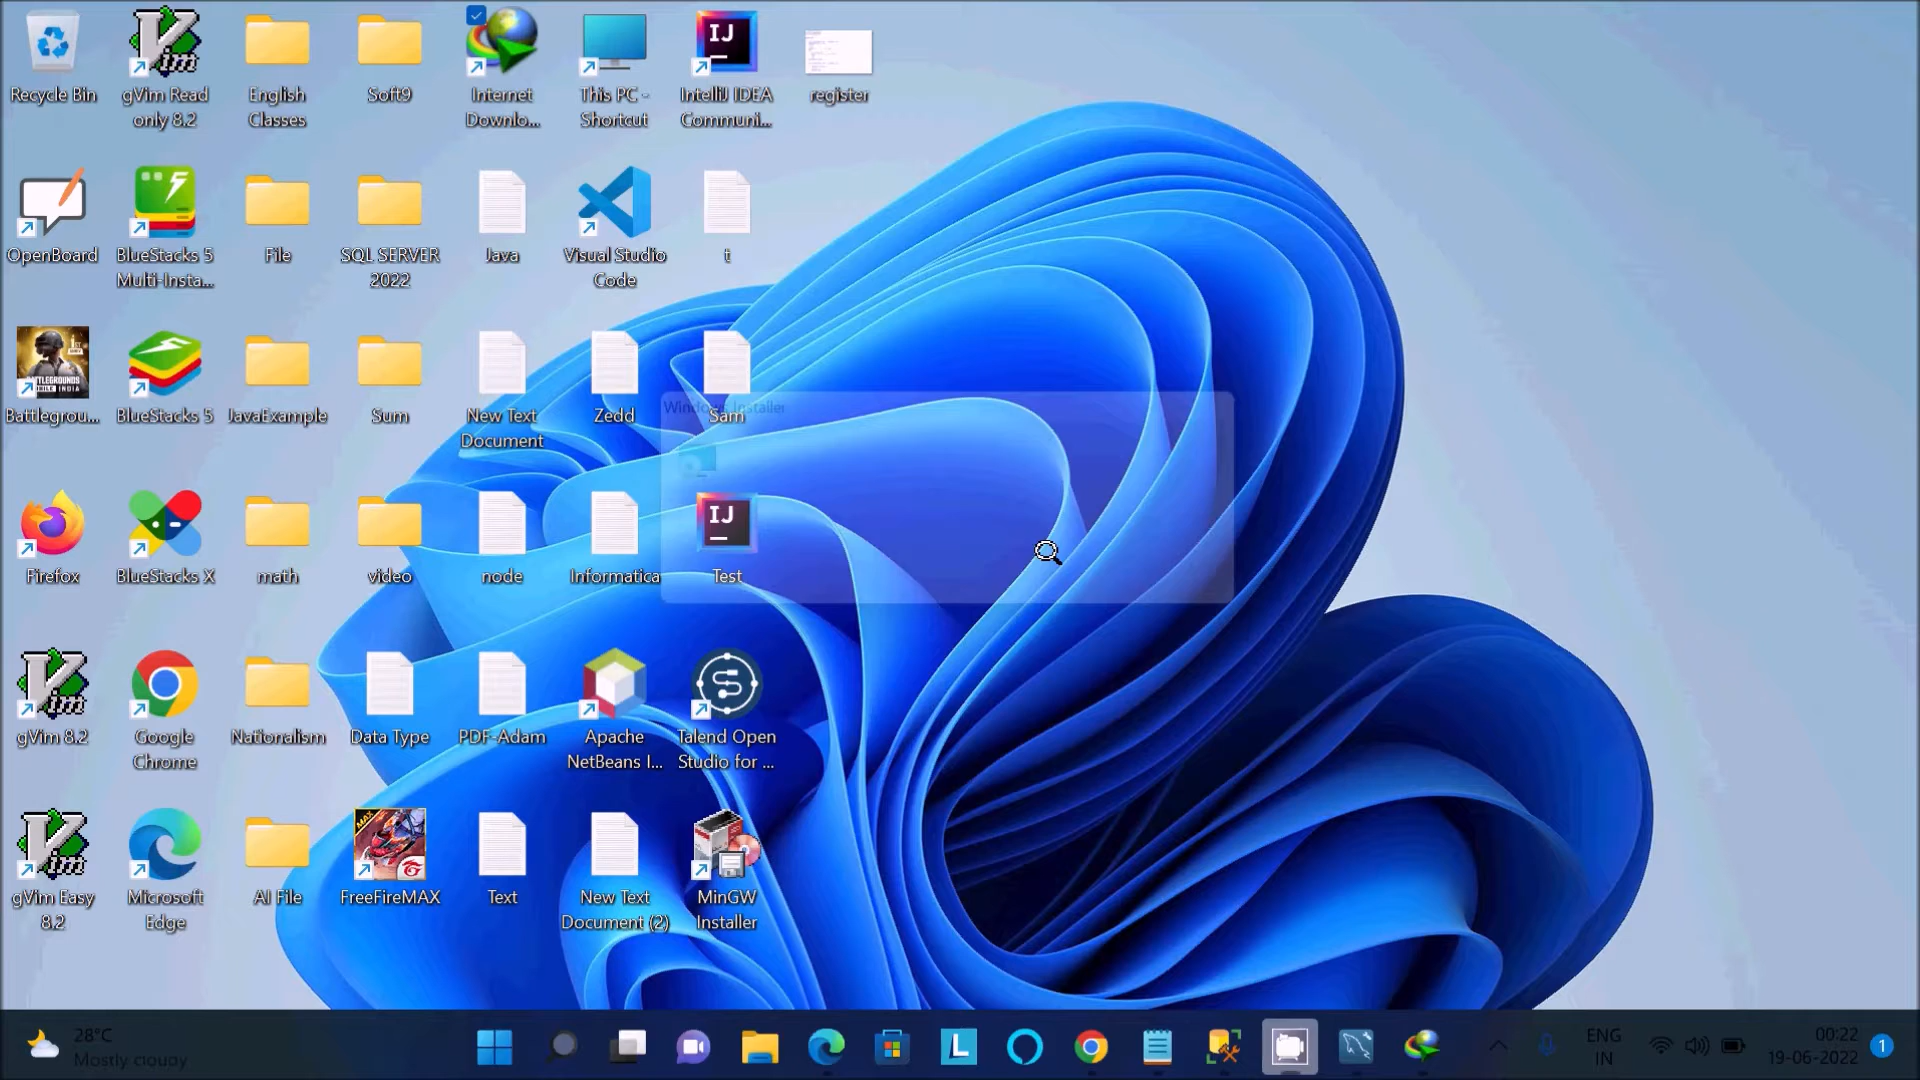 Recycle Bin
gVim Read
only 8.2
English
Classes
Soft9
Internet
Downlo...
This PC -
Shortcut
IJ
IntelliJ IDEA
Communi...
register
OpenBoard
BlueStacks 5
Multi-Insta...
File
SQL SERVER
2022
Java
Visual Studio
Code
t
Battlegrou...
BlueStacks 5
JavaExample
Sum
New Text
Document
Zedd
Sam
Windows Installer
Firefox
BlueStacks X
math
video
node
Informatica
IJ
Test
gVim 8.2
Google
Chrome
Nationalism
Data Type
PDF-Adam
Apache
NetBeans I...
Talend Open
Studio for ...
gVim Easy
8.2
Microsoft
Edge
AI File
MAX
FreeFireMAX
Text
New Text
Document (2)
MinGW
Installer
28°C
Mostly cloudy
L
ENG
IN
00:22
19-06-2022
1